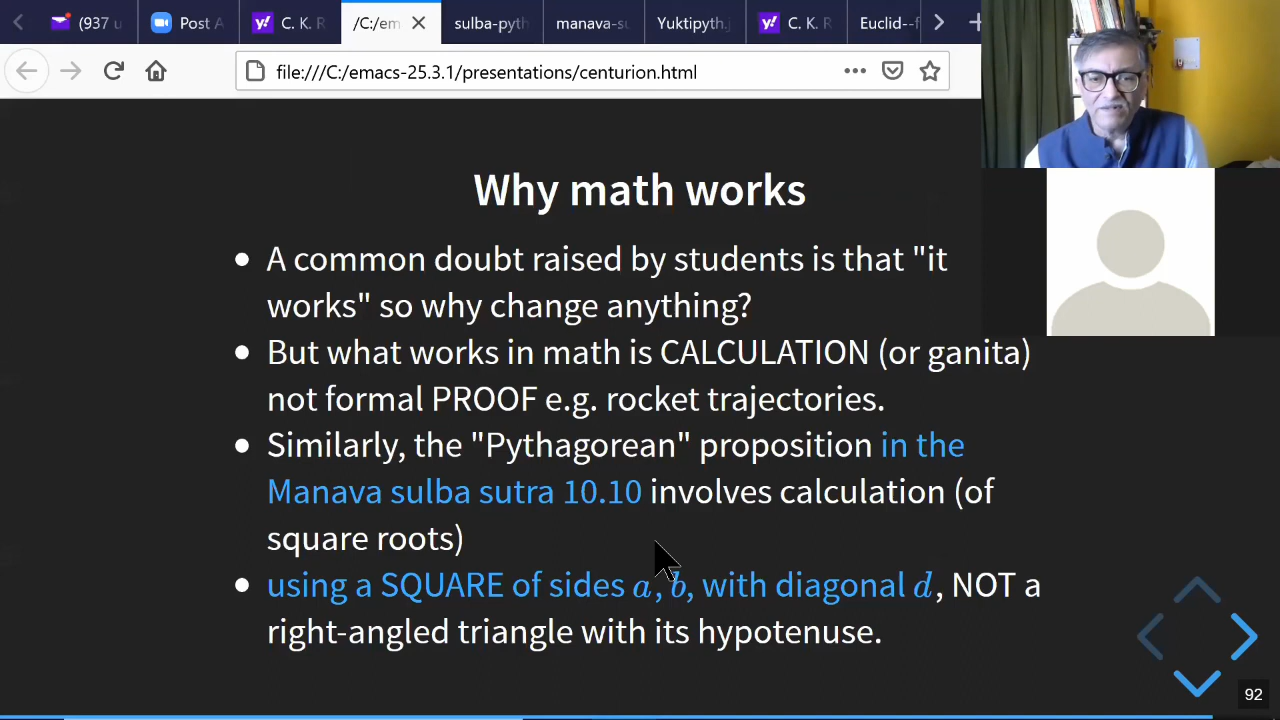 (937 u
Post A
C. K. R
/C:/em
sulba-pyth
manava-su
Yuktipyth.j
C. K. R
Euclid--f
file:///C:/emacs-25.3.1/presentations/centurion.html
Why math works
A common doubt raised by students is that "it
works" so why change anything?
But what works in math is CALCULATION (or ganita)
not formal PROOF e.g. rocket trajectories.
Similarly, the "Pythagorean" proposition in the
Manava sulba sutra 10.10 involves calculation (of
square roots)
using a SQUARE of sides a, b, with diagonal d, NOT a
right-angled triangle with its hypotenuse.
92